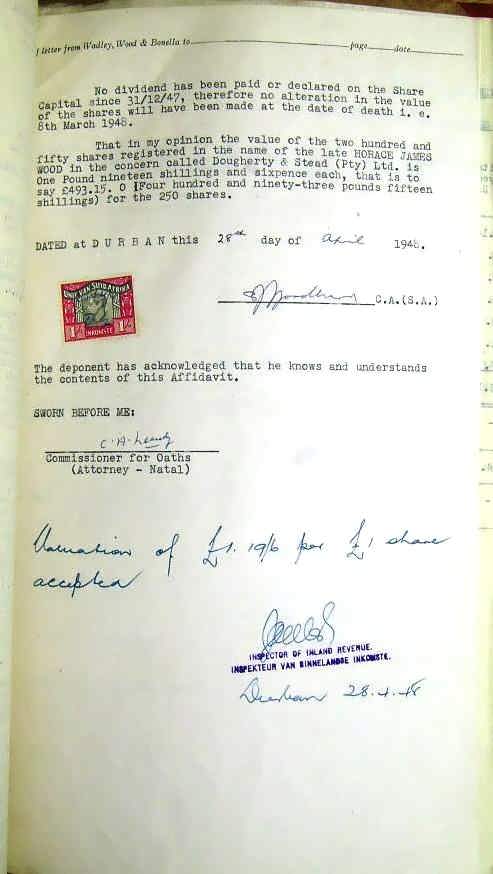 letter from Wadley, Wood & Bonella to page date
No dividend has been paid or declared on the Share
Capital since 31/12/47, therefore no alteration in the value
of the shares will have been made at the date of death i. e.
8th March 1948.
That in my opinion the value of the two hundred and
fifty shares registered in the name of the late HORACE JAMES
WOOD in the concern called Dougherty & Stead (Pty) Ltd. is
One Pound nineteen shillings and sixpence each, that is to
say £493.15. 0 (Four hundred and ninety-three pounds fifteen
shillings) for the 250 shares.
DATED at D U R B A N this 28th day of April 1948.
UNIE VAN SUID AFRIKA
1/- INKOMSTE 1/-
C.A.(S.A.)
The deponent has acknowledged that he knows and understands
the contents of this Affidavit.
SWORN BEFORE ME:
Commissioner for Oaths
(Attorney - Natal)
Valuation of £1. 19/6 per £1 share
accepted
INSPECTOR OF INLAND REVENUE.
INSPEKTEUR VAN BINNELANDSE INKOMSTE.
Durban 28.4.48